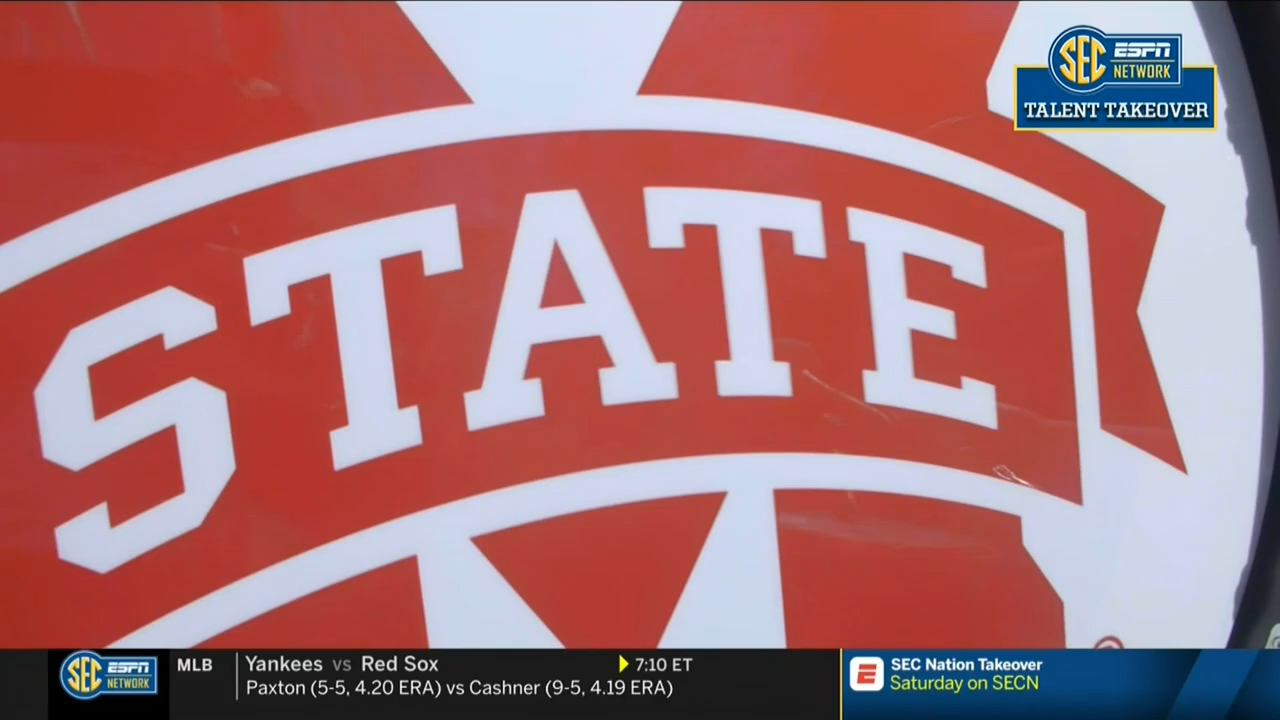 SEC ESPN
NETWORK
TALENT TAKEOVER
STATE
SEC ESPN
NETWORK
MLB
Yankees vs Red Sox
7:10 ET
Paxton (5-5, 4.20 ERA) vs Cashner (9-5, 4.19 ERA)
E
SEC Nation Takeover
Saturday on SECN